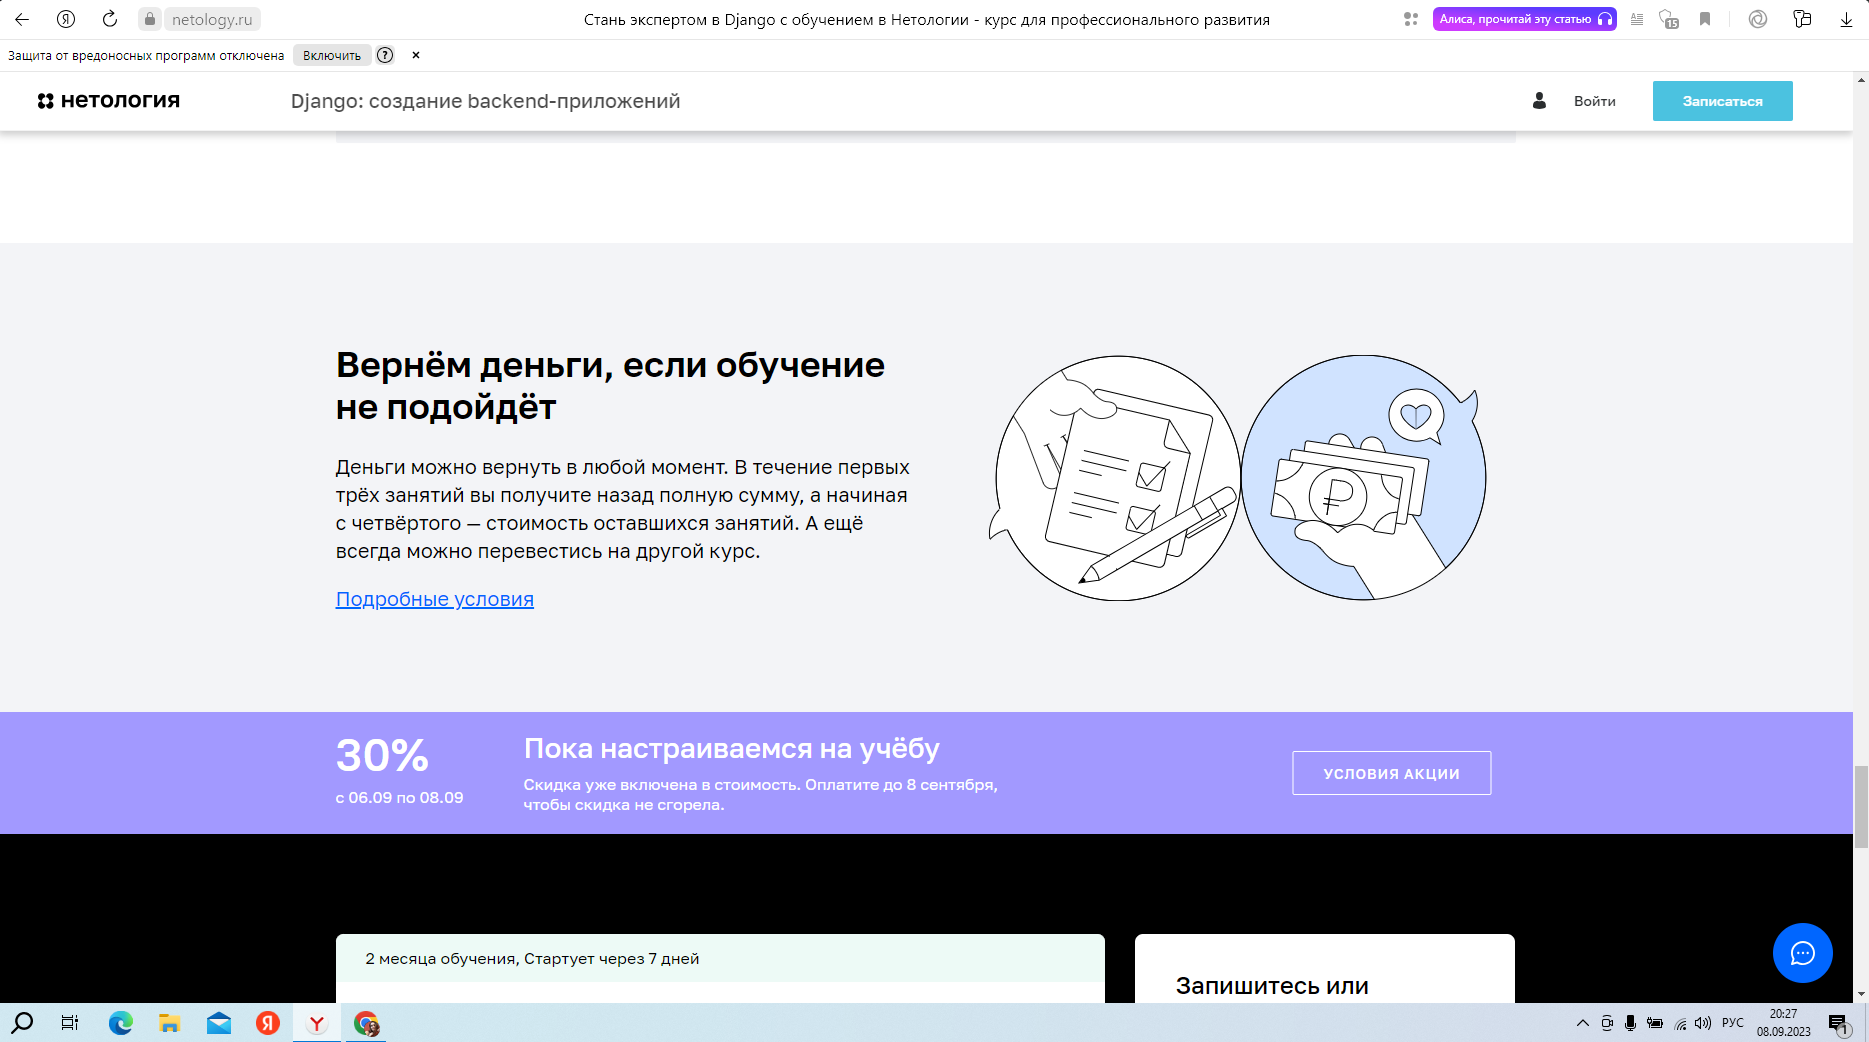 netology.ru
Стань экспертом в Django с обучением в Нетологии - курс для профессионального развития
Алиса, прочитай эту статью
15
Защита от вредоносных программ отключена
Включить
?
нетология
Django: создание backend-приложений
Войти
Записаться
Вернём деньги, если обучение
не подойдёт
Деньги можно вернуть в любой момент. В течение первых
трёх занятий вы получите назад полную сумму, а начиная
с четвёртого — стоимость оставшихся занятий. А ещё
всегда можно перевестись на другой курс.
Подробные условия
30%
с 06.09 по 08.09
Пока настраиваемся на учёбу
Скидка уже включена в стоимость. Оплатите до 8 сентября,
чтобы скидка не сгорела.
УСЛОВИЯ АКЦИИ
2 месяца обучения, Стартует через 7 дней
Запишитесь или
РУС
20:27
08.09.2023
1